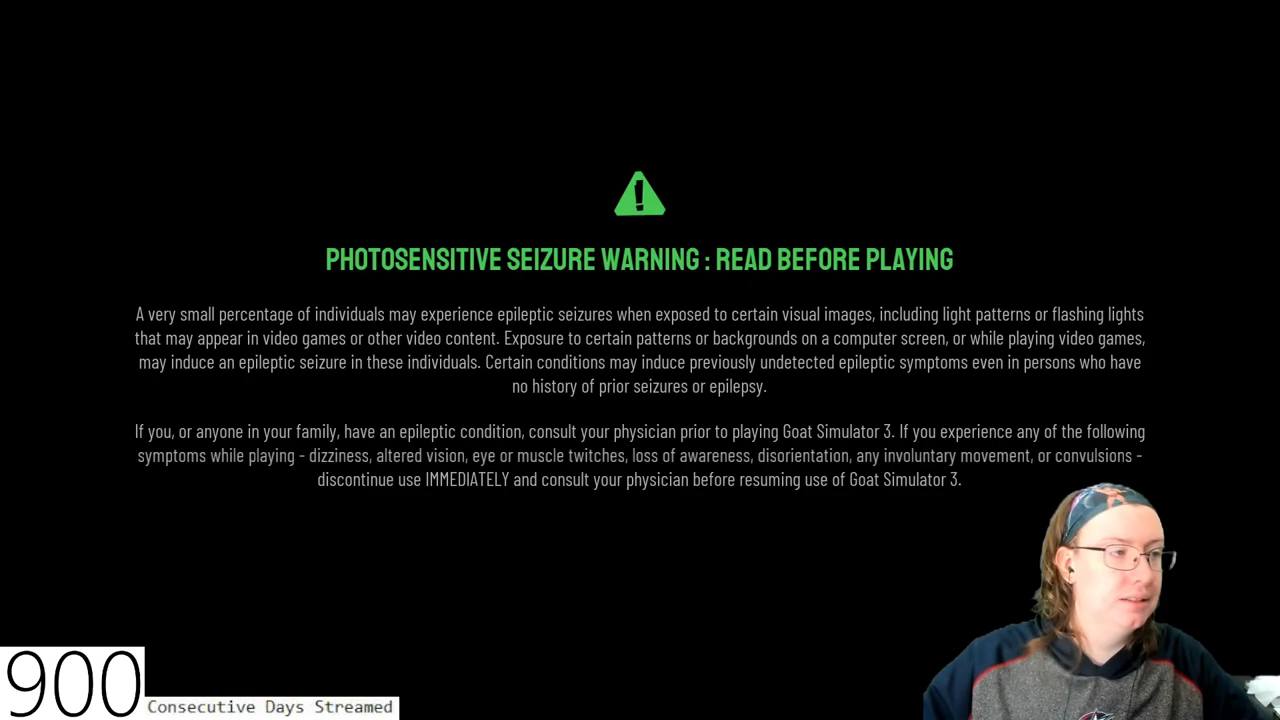 PHOTOSENSITIVE SEIZURE WARNING : READ BEFORE PLAYING
A very small percentage of individuals may experience epileptic seizures when exposed to certain visual images, including light patterns or flashing lights
that may appear in video games or other video content. Exposure to certain patterns or backgrounds on a computer screen, or while playing video games,
may induce an epileptic seizure in these individuals. Certain conditions may induce previously undetected epileptic symptoms even in persons who have
no history of prior seizures or epilepsy.
If you, or anyone in your family, have an epileptic condition, consult your physician prior to playing Goat Simulator 3. If you experience any of the following
symptoms while playing - dizziness, altered vision, eye or muscle twitches, loss of awareness, disorientation, any involuntary movement, or convulsions -
discontinue use IMMEDIATELY and consult your physician before resuming use of Goat Simulator 3.
900
Consecutive Days Streamed